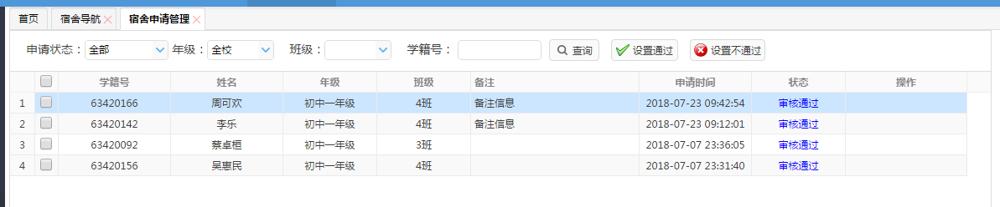 首页 宿舍导航 宿舍申请管理
申请状态：全部 年级：全校 班级： 学籍号： 查询 设置通过 设置不通过
学籍号 姓名 年级 班级 备注 申请时间 状态 操作
1 63420166 周可欢 初中一年级 4班 备注信息 2018-07-23 09:42:54 审核通过
2 63420142 李乐 初中一年级 4班 备注信息 2018-07-23 09:12:01 审核通过
3 63420092 蔡卓桓 初中一年级 3班 2018-07-07 23:36:05 审核通过
4 63420156 吴惠民 初中一年级 4班 2018-07-07 23:31:40 审核通过